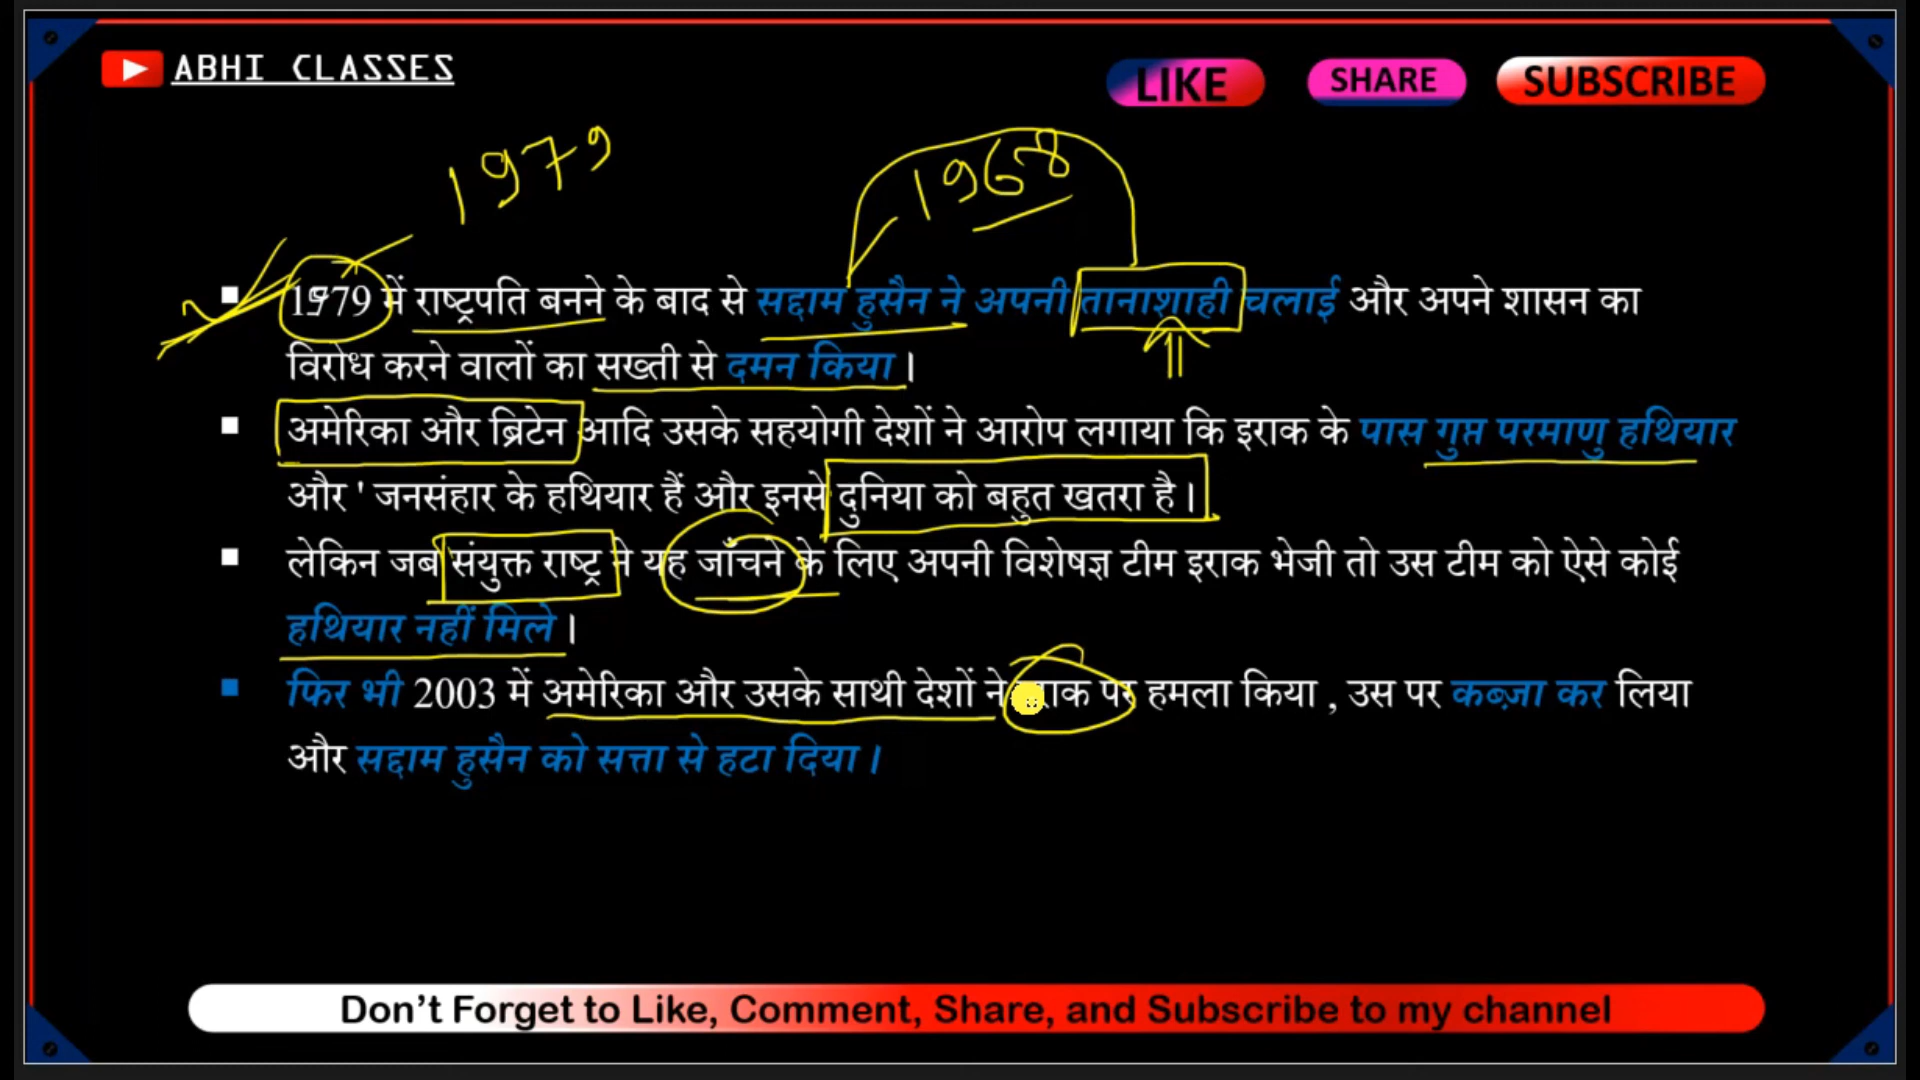 ABHI CLASSES
LIKE
SHARE
SUBSCRIBE
1979
1968
1979 में राष्ट्रपति बनने के बाद से सद्दाम हुसैन ने अपनी तानाशाही चलाई और अपने शासन का
विरोध करने वालों का सख्ती से दमन किया।
अमेरिका और ब्रिटेन आदि उसके सहयोगी देशों ने आरोप लगाया कि इराक के पास गुप्त परमाणु हथियार
और ' जनसंहार के हथियार हैं और इनसे दुनिया को बहुत खतरा है।
लेकिन जब संयुक्त राष्ट्र ने यह जाँचने के लिए अपनी विशेषज्ञ टीम इराक भेजी तो उस टीम को ऐसे कोई
हथियार नहीं मिले।
फिर भी 2003 में अमेरिका और उसके साथी देशों ने पर हमला किया , उस पर कब्ज़ा कर लिया
और सद्दाम हुसैन को सत्ता से हटा दिया।
Don't Forget to Like, Comment, Share, and Subscribe to my channel